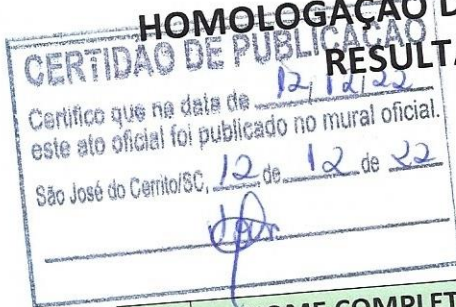 HOMOLOGAÇÃO D
RESULTA
CERTIDÃO DE PUBLICAÇÃO
Certifico que na data de 12, 12, 22
este ato oficial foi publicado no mural oficial.
São José do Cerrito/SC, 12 de 12 de 22
OME COMPLET